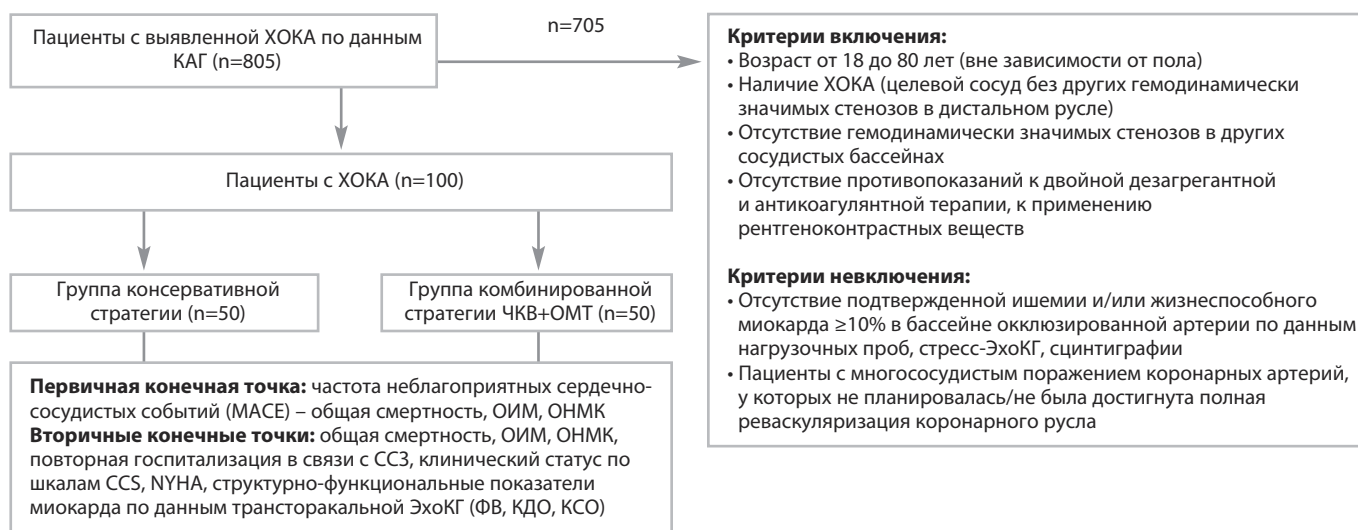 Пациенты с выявленной ХОКА по данным
КАГ (n=805)
n=705
Пациенты с ХОКА (n=100)
Группа консервативной
стратегии (n=50)
Группа комбинированной
стратегии ЧКВ+ОМТ (n=50)
Первичная конечная точка: частота неблагоприятных сердечно-
сосудистых событий (MACE) – общая смертность, ОИМ, ОНМК
Вторичные конечные точки: общая смертность, ОИМ, ОНМК,
повторная госпитализация в связи с ССЗ, клинический статус по
шкалам CCS, NYHA, структурно-функциональные показатели
миокарда по данным трансторакальной ЭхоКГ (ФВ, КДО, КСО)
Критерии включения:
• Возраст от 18 до 80 лет (вне зависимости от пола)
• Наличие ХОКА (целевой сосуд без других гемодинамически
значимых стенозов в дистальном русле)
• Отсутствие гемодинамически значимых стенозов в других
сосудистых бассейнах
• Отсутствие противопоказаний к двойной дезагрегантной
и антикоагулянтной терапии, к применению
рентгеноконтрастных веществ
Критерии невключения:
• Отсутствие подтвержденной ишемии и/или жизнеспособного
миокарда ≥10% в бассейне окклюзированной артерии по данным
нагрузочных проб, стресс-ЭхоКГ, сцинтиграфии
• Пациенты с многососудистым поражением коронарных артерий,
у которых не планировалась/не была достигнута полная
реваскуляризация коронарного русла